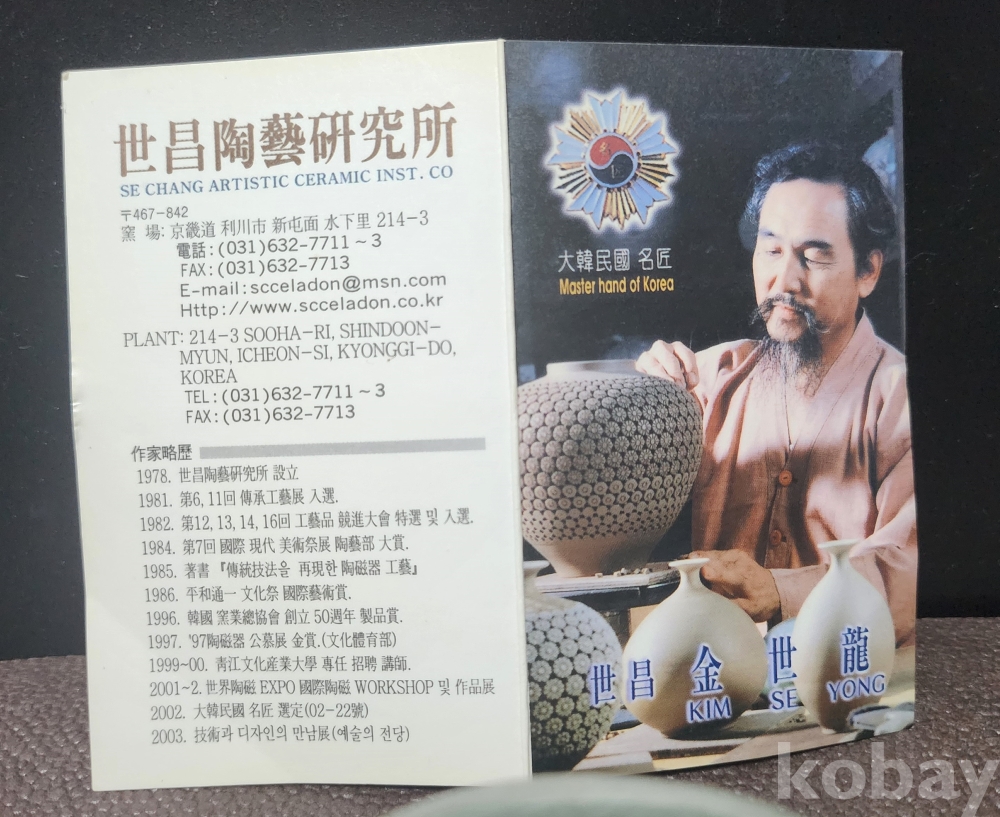 世昌陶藝硏究所
SE CHANG ARTISTIC CERAMIC INST. CO
〒467-842
窯 場: 京畿道 利川市 新屯面 水下里 214-3
電話:(031)632-7711~3
FAX:(031)632-7713
E-mail:scceladon@msn.com
Http://www.scceladon.co.kr
PLANT: 214-3 SOOHA-RI, SHINDOON-
MYUN, ICHEON-SI, KYONGGI-DO,
KOREA
TEL:(031)632-7711~3
FAX:(031)632-7713
作家略歷
1978. 世昌陶藝硏究所 設立
1981. 第6, 11回 傳承工藝展 入選.
1982. 第12, 13, 14, 16回 工藝品 競進大會 特選 및 入選.
1984. 第7回 國際 現代 美術祭展 陶藝部 大賞.
1985. 著書 『傳統技法을 再現한 陶磁器 工藝』
1986. 平和通一 文化祭 國際藝術賞.
1996. 韓國 窯業總協會 創立 50週年 製品賞.
1997. '97陶磁器 公募展 金賞.(文化體育部)
1999~00. 靑江文化産業大學 專任 招聘 講師.
2001~2. 世界陶磁 EXPO 國際陶磁 WORKSHOP 및 作品展
2002. 大韓民國 名匠 選定(02-22號)
2003. 技術과 디자인의 만남展(예술의 전당)
大韓民國 名匠
Master hand of Korea
世昌 金 世 龍
KIM SE YONG
kobay